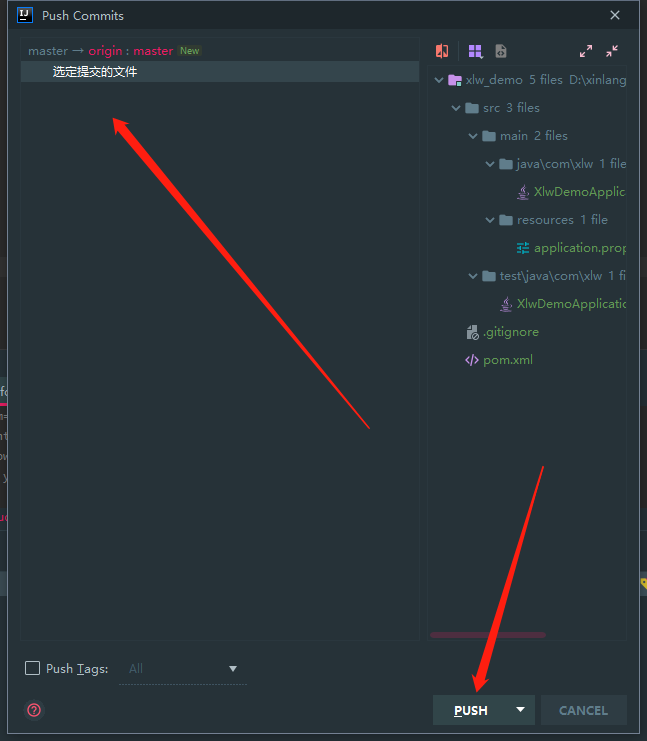 Push Commits
master → origin : master New
选定提交的文件
xlw_demo 5 files D:\xinlang
src 3 files
main 2 files
java\com\xlw 1 file
XlwDemoApplic
resources 1 file
application.prop
test\java\com\xlw 1 fi
XlwDemoApplicatio
.gitignore
pom.xml
Push Tags: All
PUSH CANCEL